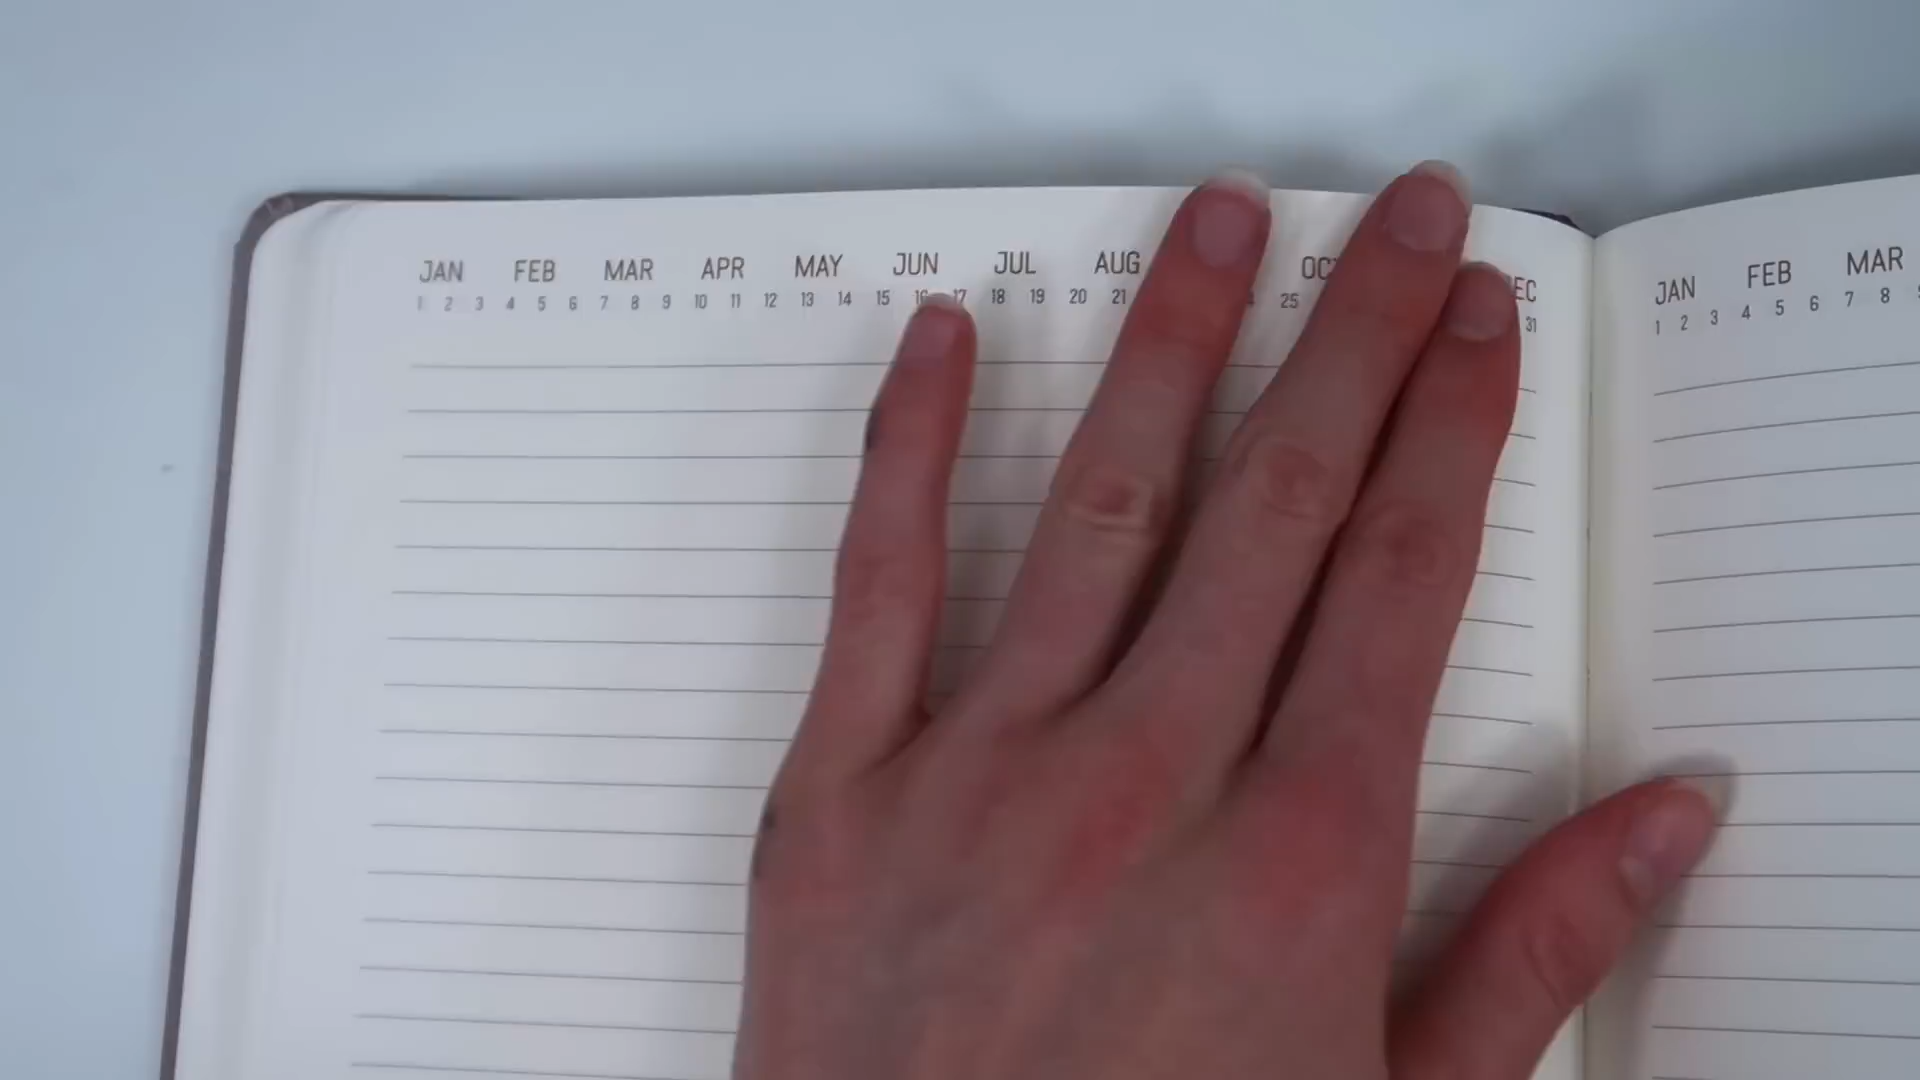 JAN FEB MAR APR MAY JUN JUL AUG
1 2 3 4 5 6 7 8 9 10 11 12 13 14 15 16 17 18 19 20 21 25 31
JAN FEB MAR
1 2 3 4 5 6 7 8